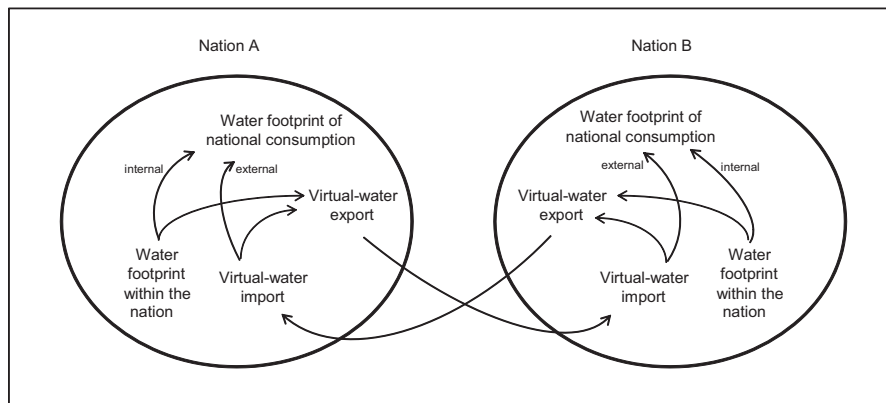 Nation A
Nation B
Water footprint of
national consumption
internal
external
Virtual-water
export
Water
footprint
within the
nation
Virtual-water
import
Water footprint of
national consumption
external
internal
Virtual-water
export
Virtual-water
import
Water
footprint
within the
nation